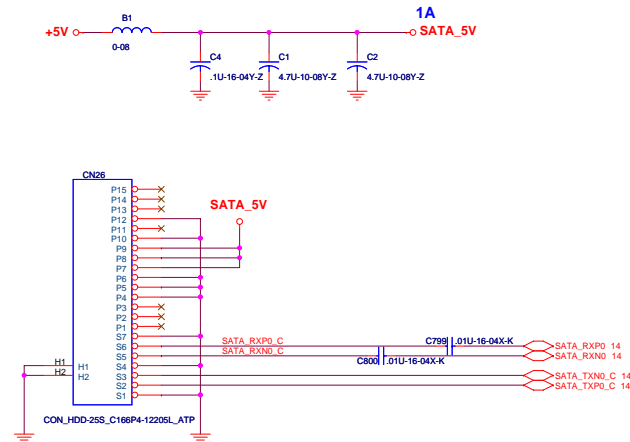 1A
B1
+5V
SATA_5V
0-08
C4
C1
C2
.1U-16-04Y-Z
4.7U-10-08Y-Z
4.7U-10-08Y-Z
CN26
P15
P14
P13
P12
P11
P10
P9
P8
P7
P6
P5
P4
P3
P2
P1
S7
S6
S5
S4
S3
S2
S1
SATA_5V
SATA_RXP0_C
C799
.01U-16-04X-K
SATA_RXP0 14
SATA_RXN0_C
SATA_RXN0 14
C800
.01U-16-04X-K
H1
H1
H2
H2
SATA_TXN0_C 14
SATA_TXP0_C 14
CON_HDD-25S_C166P4-12205L_ATP